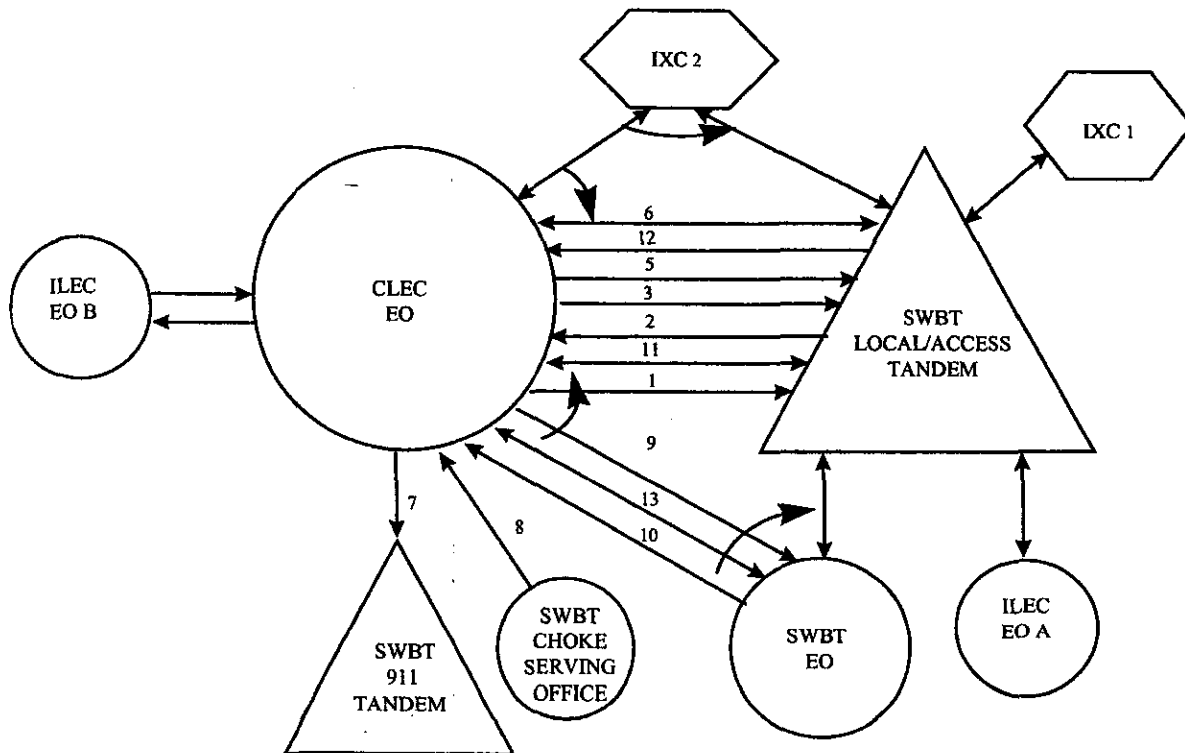 IXC 2
IXC 1
6
12
5
3
2
11
1
ILEC
EO B
CLEC
EO
SWBT
LOCAL/ACCESS
TANDEM
9
13
10
7
8
SWBT
911
TANDEM
SWBT
CHOKE
SERVING
OFFICE
SWBT
EO
ILEC
EO A